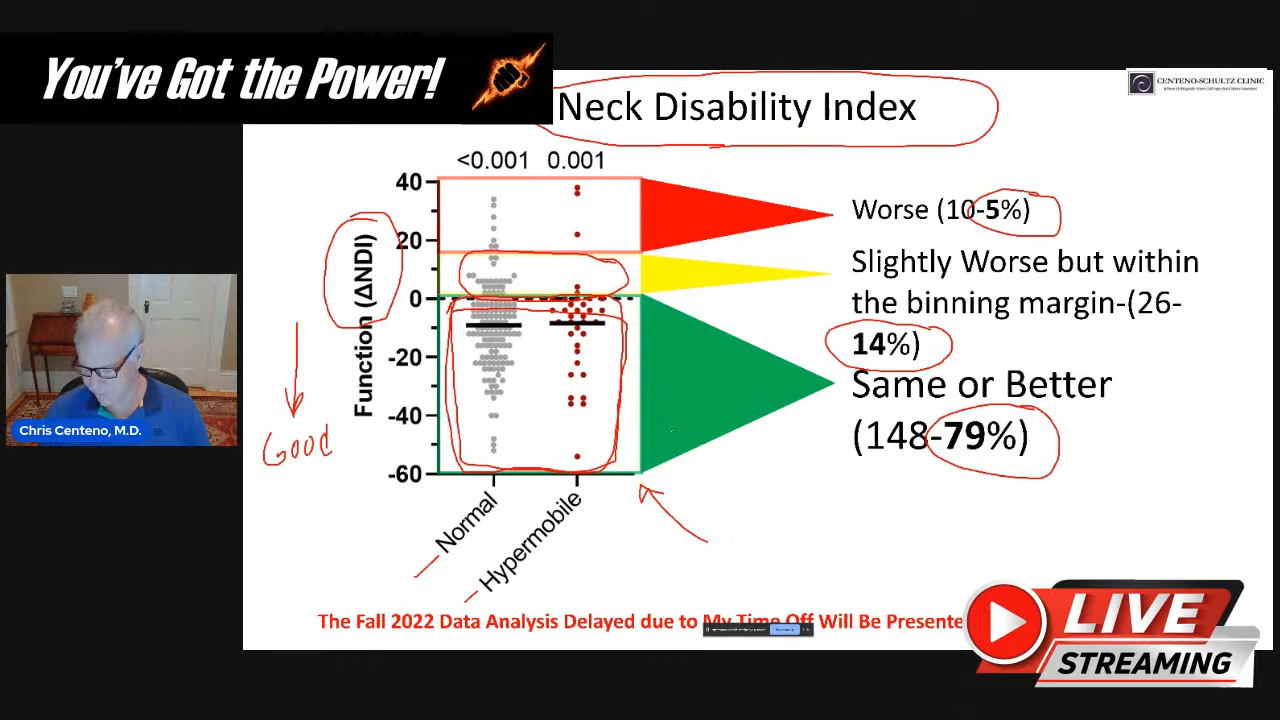 You've Got the Power!
CENTENO-SCHULTZ CLINIC
Neck Disability Index
<0.001 0.001
40
20
0
-20
-40
-60
Function (ΔNDI)
Normal
Hypermobile
Good
Worse (10-5%)
Slightly Worse but within
the binning margin-(26-
14%)
Same or Better
(148-79%)
Chris Centeno, M.D.
The Fall 2022 Data Analysis Delayed due to My Time Off Will Be Presente
LIVE
STREAMING